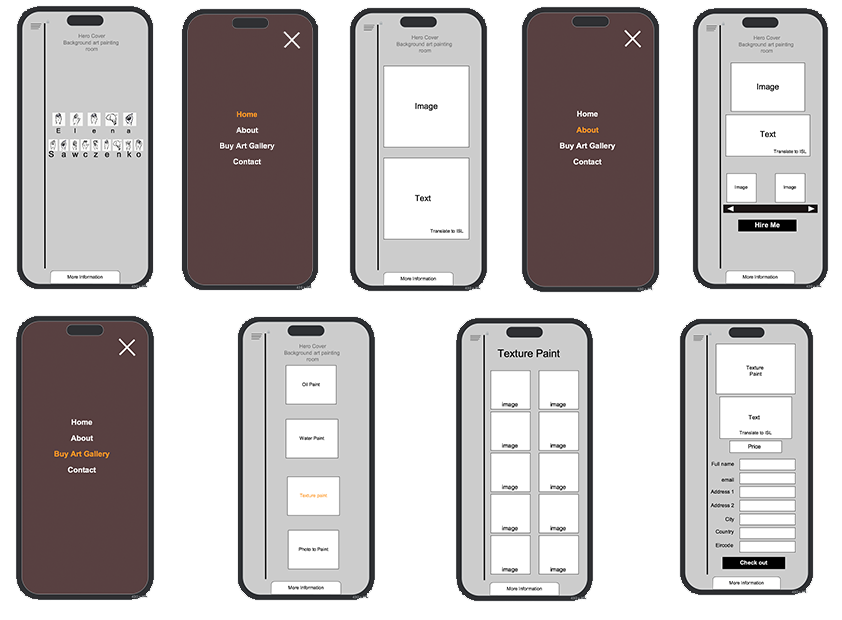 Hero Cover
Background art painting
room
E l e n a
S a w c z e n k o
More Information
Home
About
Buy Art Gallery
Contact
Hero Cover
Background art painting
room
Image
Text
Translate to ISL
More Information
Home
About
Buy Art Gallery
Contact
Hero Cover
Background art painting
room
Image
Text
Translate to ISL
Image
Image
Hire Me
More Information
Home
About
Buy Art Gallery
Contact
Hero Cover
Background art painting
room
Oil Paint
Water Paint
Texture paint
Photo to Paint
More Information
Texture Paint
image
image
image
image
image
image
image
image
image
image
More Information
Texture
Paint
Text
Translate to ISL
Price
Full name
email
Address 1
Address 2
City
Country
Eircode
Check out
More Information